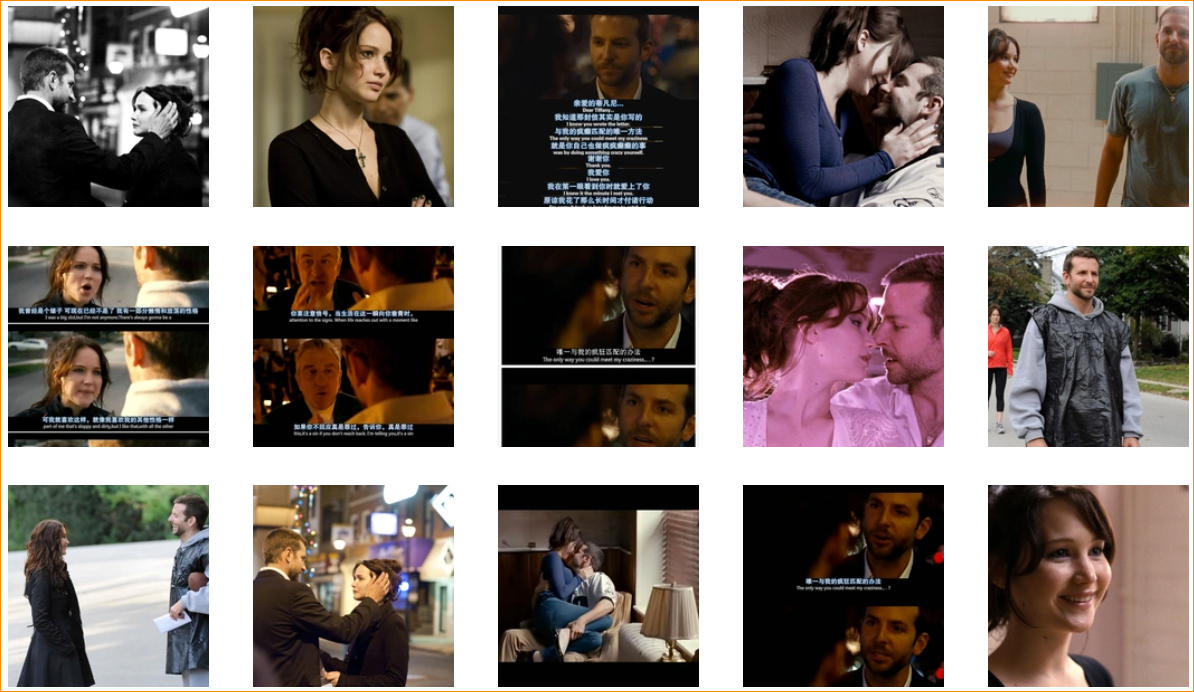 亲爱的蒂凡尼...
Dear Tiffany...
我知道那封信其实是你写的
I know you wrote the letter.
与我的疯癫匹配的唯一方法
The only way you could meet my craziness
就是你自己也做疯疯癫癫的事
was by doing something crazy yourself.
谢谢你
Thank you.
我爱你
I love you.
我在第一眼看到你时就爱上了你
I knew it the minute I met you.
原谅我花了那么长时间才付诸行动
我曾经是个婊子 可现在已经不是了 我有一部分懒惰和放荡的性格
I was a big slut,but I'm not anymore.There's always gonna be a
可我就喜欢这样，就像我喜欢我的其他性格一样
part of me that's sloppy and dirty,but I like that,with all the other
你要注意信号。当生活在这一瞬向你垂青时，
attention to the signs. When life reaches out with a moment like
如果你不回应真是罪过，告诉你，真是罪过
this,it's a sin if you don't reach back. I'm telling you,it's a sin
唯一与我的疯狂匹配的办法
The only way you could meet my craziness,...?
唯一与我的疯狂匹配的办法
The only way you could meet my craziness,...?